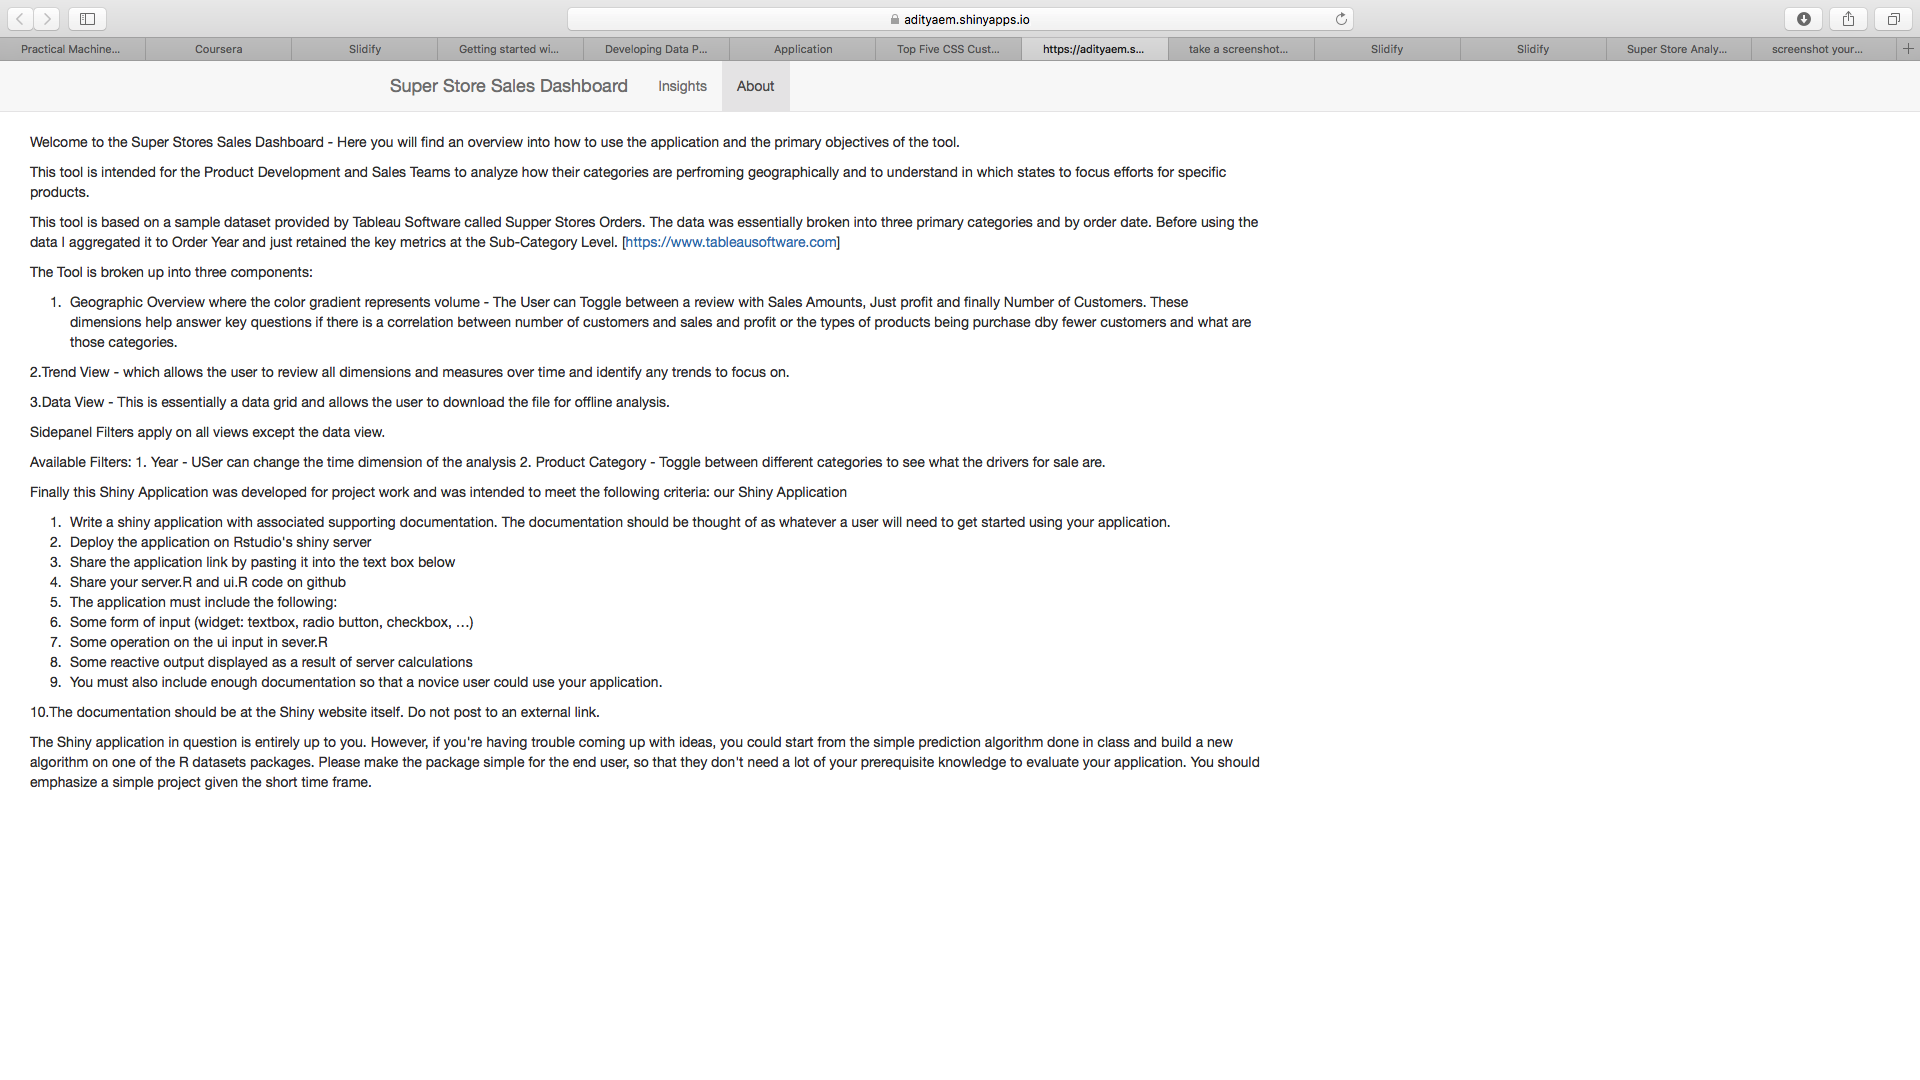 adityaem.shinyapps.io
Practical Machine...
Coursera
Slidify
Getting started wi...
Developing Data P...
Application
Top Five CSS Cust...
https://adityaem.s...
take a screenshot...
Slidify
Slidify
Super Store Analy...
screenshot your...
Super Store Sales Dashboard
Insights
About
Welcome to the Super Stores Sales Dashboard - Here you will find an overview into how to use the application and the primary objectives of the tool.
This tool is intended for the Product Development and Sales Teams to analyze how their categories are perfroming geographically and to understand in which states to focus efforts for specific
products.
This tool is based on a sample dataset provided by Tableau Software called Supper Stores Orders. The data was essentially broken into three primary categories and by order date. Before using the
data I aggregated it to Order Year and just retained the key metrics at the Sub-Category Level. [https://www.tableausoftware.com]
The Tool is broken up into three components:
1. Geographic Overview where the color gradient represents volume - The User can Toggle between a review with Sales Amounts, Just profit and finally Number of Customers. These
dimensions help answer key questions if there is a correlation between number of customers and sales and profit or the types of products being purchase dby fewer customers and what are
those categories.
2.Trend View - which allows the user to review all dimensions and measures over time and identify any trends to focus on.
3.Data View - This is essentially a data grid and allows the user to download the file for offline analysis.
Sidepanel Filters apply on all views except the data view.
Available Filters: 1. Year - USer can change the time dimension of the analysis 2. Product Category - Toggle between different categories to see what the drivers for sale are.
Finally this Shiny Application was developed for project work and was intended to meet the following criteria: our Shiny Application
1. Write a shiny application with associated supporting documentation. The documentation should be thought of as whatever a user will need to get started using your application.
2. Deploy the application on Rstudio's shiny server
3. Share the application link by pasting it into the text box below
4. Share your server.R and ui.R code on github
5. The application must include the following:
6. Some form of input (widget: textbox, radio button, checkbox, ...)
7. Some operation on the ui input in sever.R
8. Some reactive output displayed as a result of server calculations
9. You must also include enough documentation so that a novice user could use your application.
10.The documentation should be at the Shiny website itself. Do not post to an external link.
The Shiny application in question is entirely up to you. However, if you're having trouble coming up with ideas, you could start from the simple prediction algorithm done in class and build a new
algorithm on one of the R datasets packages. Please make the package simple for the end user, so that they don't need a lot of your prerequisite knowledge to evaluate your application. You should
emphasize a simple project given the short time frame.